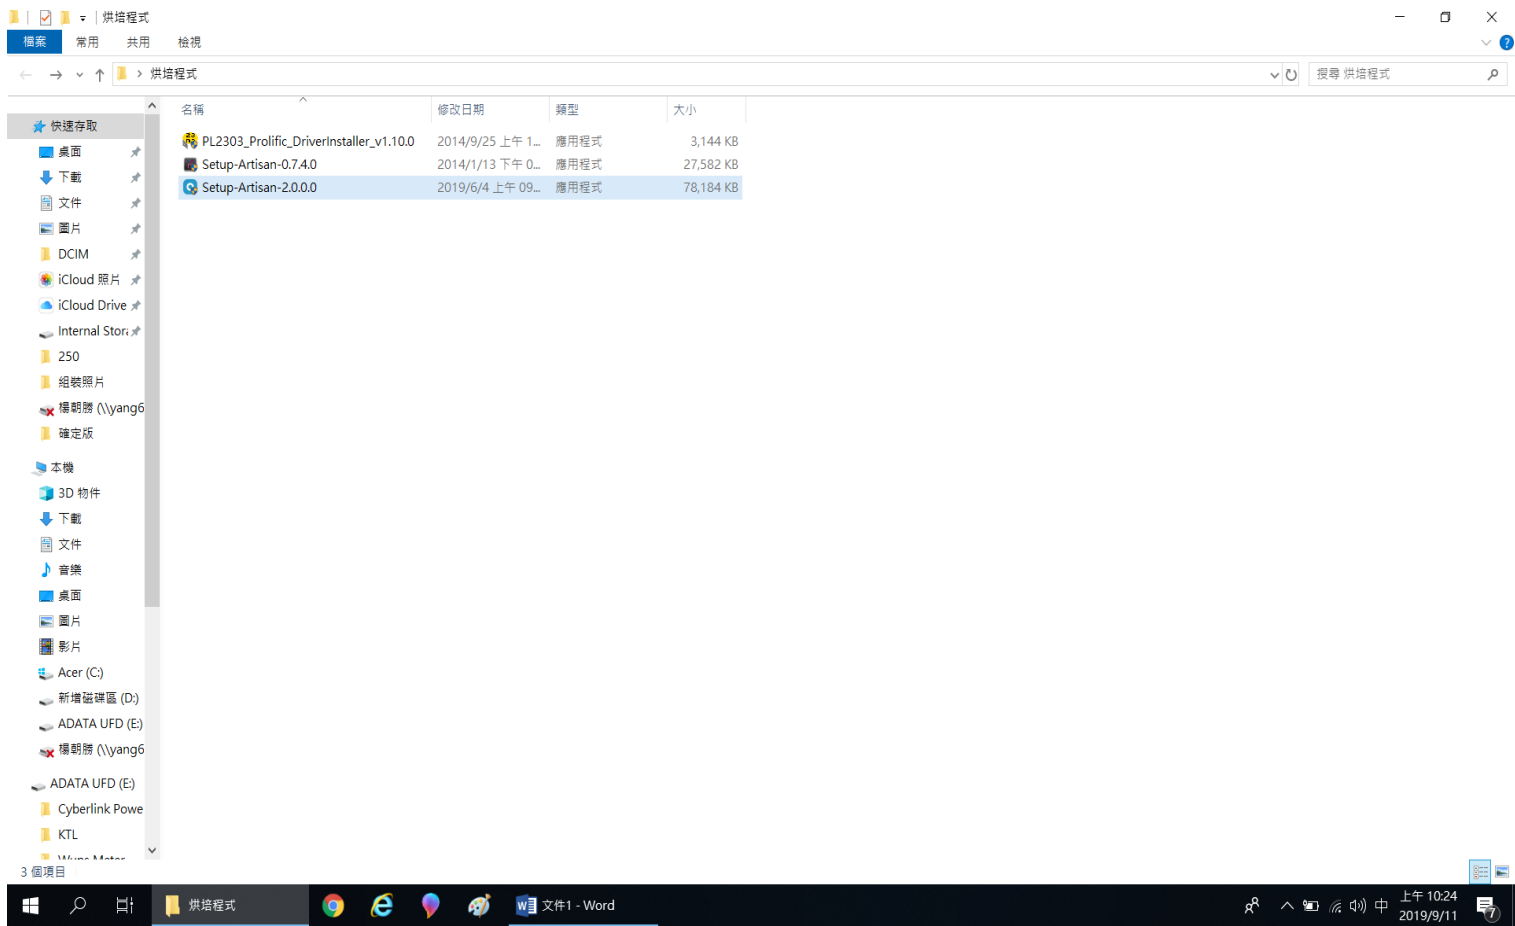 烘培程式
檔案 常用 共用 檢視
烘培程式
搜尋 烘培程式
名稱 修改日期 類型 大小
PL2303_Prolific_DriverInstaller_v1.10.0 2014/9/25 上午 1... 應用程式 3,144 KB
Setup-Artisan-0.7.4.0 2014/1/13 下午 0... 應用程式 27,582 KB
Setup-Artisan-2.0.0.0 2019/6/4 上午 09... 應用程式 78,184 KB
快速存取
桌面
下載
文件
圖片
DCIM
iCloud 照片
iCloud Drive
Internal Stora
250
組裝照片
楊朝勝 (\\yang6
確定版
本機
3D 物件
下載
文件
音樂
桌面
圖片
影片
Acer (C:)
新增磁碟區 (D:)
ADATA UFD (E:)
楊朝勝 (\\yang6
ADATA UFD (E:)
Cyberlink Powe
KTL
3 個項目
烘培程式
文件1 - Word
中
上午 10:24
2019/9/11
7